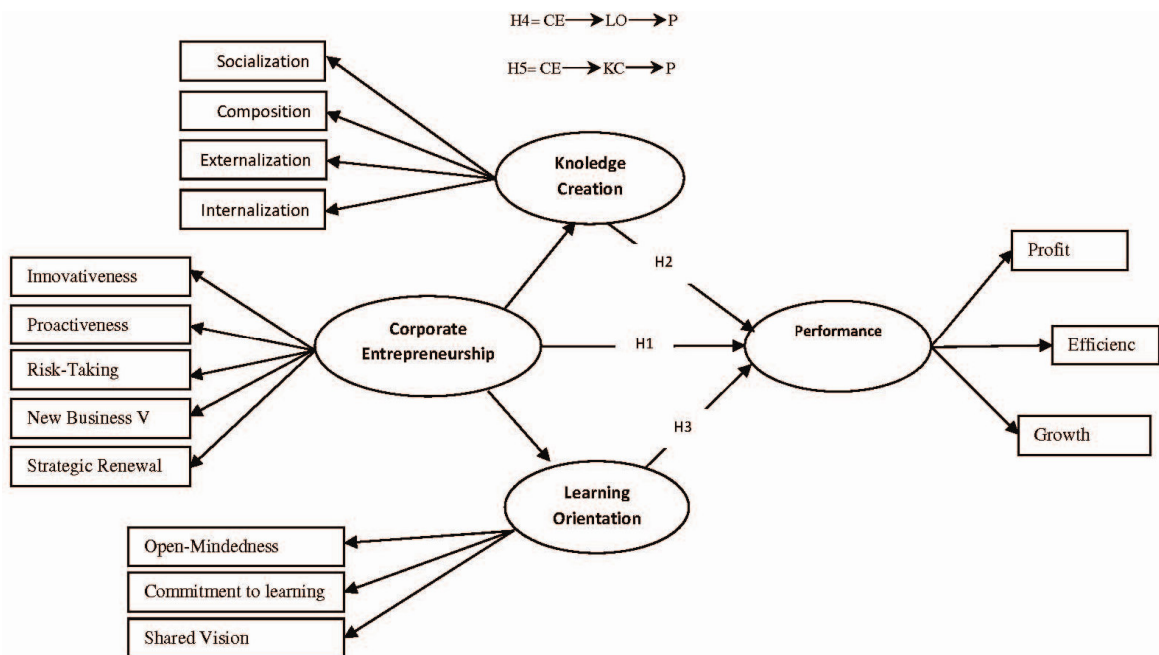 H4= CE → LO → P
H5= CE → KC → P
Socialization
Composition
Externalization
Internalization
Knoledge
Creation
H2
Innovativeness
Proactiveness
Risk-Taking
New Business V
Strategic Renewal
Corporate
Entrepreneurship
H1
Performance
Profit
Efficienc
Growth
H3
Learning
Orientation
Open-Mindedness
Commitment to learning
Shared Vision